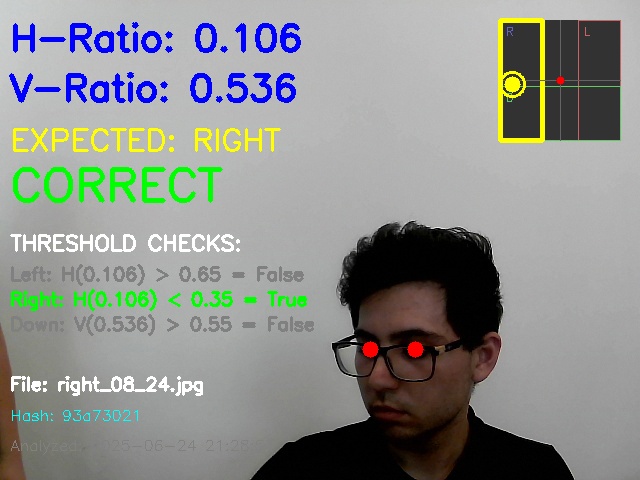 H-Ratio: 0.106
V-Ratio: 0.536
EXPECTED: RIGHT
CORRECT
THRESHOLD CHECKS:
Left: H(0.106) > 0.65 = False
Right: H(0.106) < 0.35 = True
Down: V(0.536) > 0.55 = False
File: right_08_24.jpg
Hash: 93a73021
R
L
D